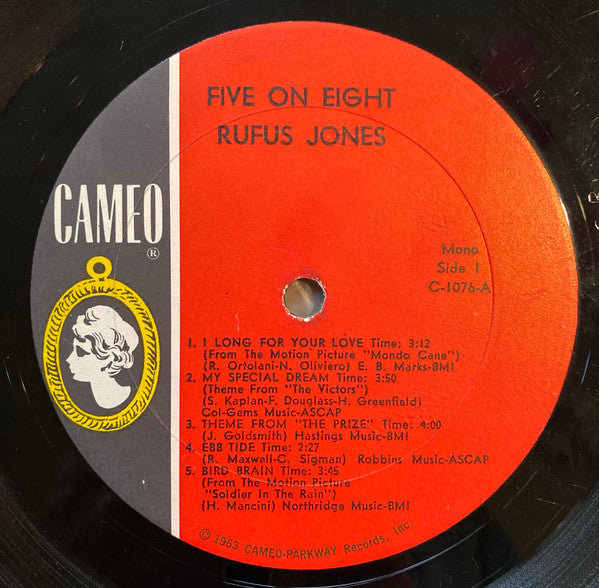 FIVE ON EIGHT
RUFUS JONES
CAMEO
®
Mono
Side 1
C-1076-A
1. I LONG FOR YOUR LOVE Time: 3:12
(From The Motion Picture "Mondo Cane")
(R. Ortolani-N. Oliviero) E. B. Marks-BMI
2. MY SPECIAL DREAM Time: 3:50
(Theme From "The Victors")
(S. Kaplan-F. Douglass-H. Greenfield)
Col-Gems Music-ASCAP
3. THEME FROM "THE PRIZE" Time: 4:00
(J. Goldsmith) Hastings Music-BMI
4. EBB TIDE Time: 2:27
(R. Maxwell-C. Sigman) Robbins Music-ASCAP
5. BIRD BRAIN Time: 3:45
(From The Motion Picture
"Soldier In The Rain")
(H. Mancini) Northridge Music-BMI
© 1963 CAMEO-PARKWAY Records, Inc.